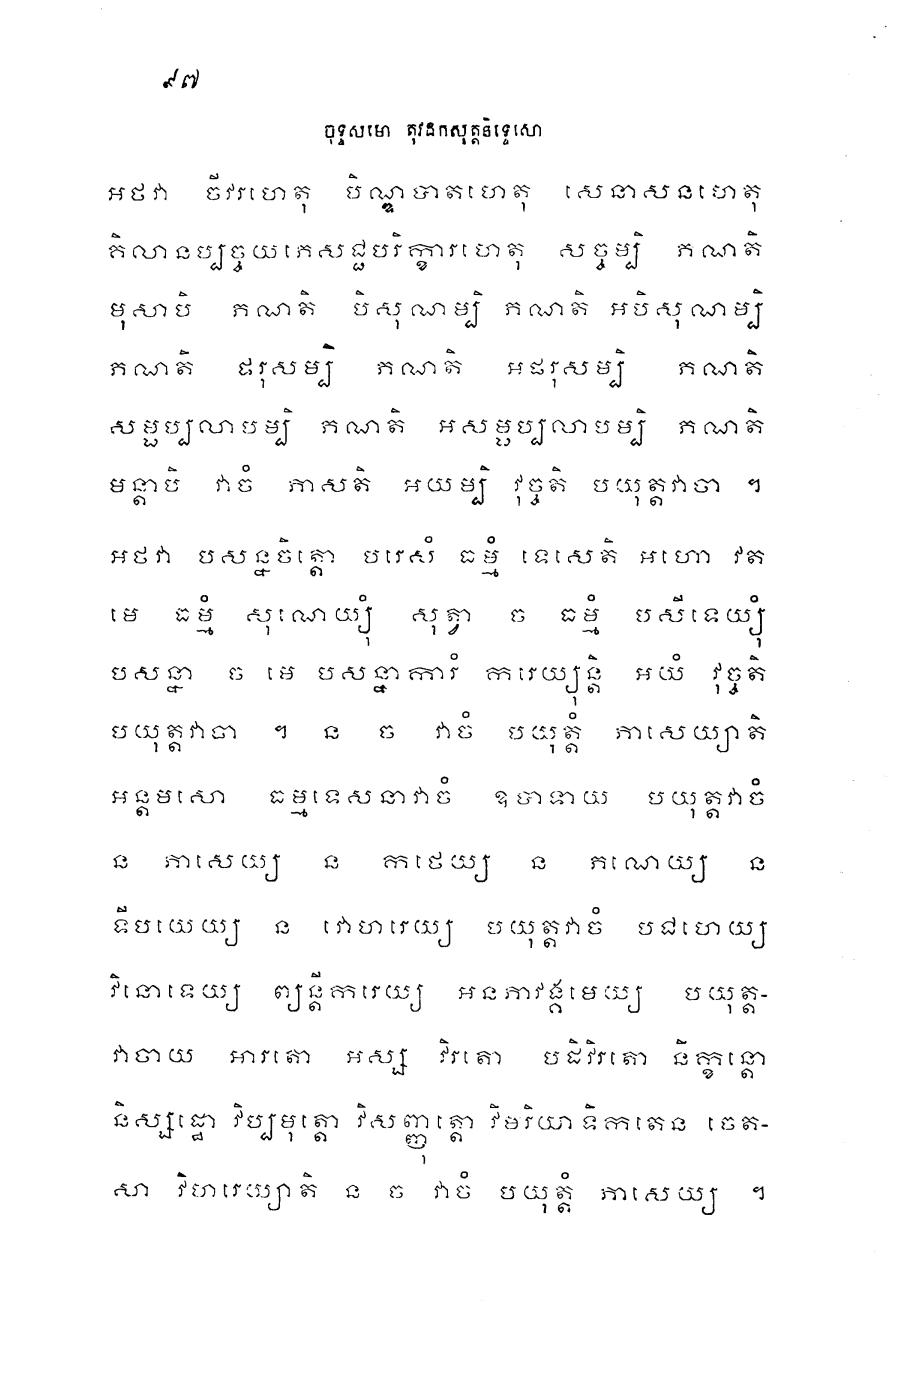 ៩៧
ចុទ្ទសមោ តុវដកសុត្តនិទ្ទេសោ
អថវា ចីវរហេតុ បិណ្ឌបាតហេតុ សេនាសនហេតុ
គិលានប្បច្ចយភេសជ្ជបរិក្ខារហេតុ សច្ចម្បិ ភណតិ
មុសាបិ ភណតិ បិសុណម្បិ ភណតិ អបិសុណម្បិ
ភណតិ ផរុសម្បិ ភណតិ អផរុសម្បិ ភណតិ
សម្ផប្បលាបម្បិ ភណតិ អសម្ផប្បលាបម្បិ ភណតិ
មន្តាបិ វាចំ ភាសតិ អយម្បិ វុច្ចតិ បយុត្តវាចា ។
អថវា បសន្នចិត្តោ បរេសំ ធម្មំ ទេសេតិ អហោ វត
មេ ធម្មំ សុណេយ្យុំ សុត្វា ច ធម្មំ បសីទេយ្យុំ
បសន្នា ច មេ បសន្នាការំ ករេយ្យុន្តិ អយំ វុច្ចតិ
បយុត្តវាចា ។ ន ច វាចំ បយុត្តំ ភាសេយ្យាតិ
អន្តមសោ ធម្មទេសនាវាចំ ឧបាទាយ បយុត្តវាចំ
ន ភាសេយ្យ ន កថេយ្យ ន ភណេយ្យ ន
ទីបយេយ្យ ន វោហរេយ្យ បយុត្តវាចំ បជហេយ្យ
វិនោទេយ្យ ព្យន្តីករេយ្យ អនភាវង្គមេយ្យ បយុត្ត-
វាចាយ អារតោ អស្ស វិរតោ បដិវិរតោ និក្ខន្តោ
និស្សដ្ឋោ វិប្បមុត្តោ វិសញ្ញុត្តោ វិមរិយាទិកតេន ចេត-
សា វិហរេយ្យាតិ ន ច វាចំ បយុត្តំ ភាសេយ្យ ។